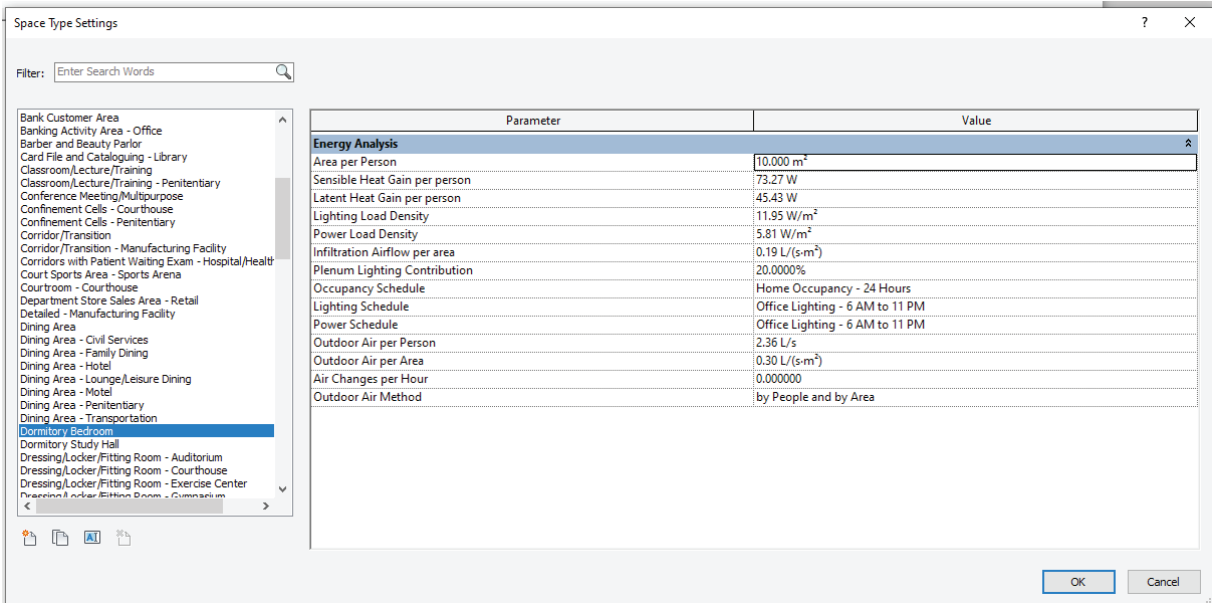 Space Type Settings
?
Filter: Enter Search Words
Bank Customer Area
Banking Activity Area - Office
Barber and Beauty Parlor
Card File and Cataloguing - Library
Classroom/Lecture/Training
Classroom/Lecture/Training - Penitentiary
Conference Meeting/Multipurpose
Confinement Cells - Courthouse
Confinement Cells - Penitentiary
Corridor/Transition
Corridor/Transition - Manufacturing Facility
Corridors with Patient Waiting Exam - Hospital/Health
Court Sports Area - Sports Arena
Courtroom - Courthouse
Department Store Sales Area - Retail
Detailed - Manufacturing Facility
Dining Area
Dining Area - Civil Services
Dining Area - Family Dining
Dining Area - Hotel
Dining Area - Lounge/Leisure Dining
Dining Area - Motel
Dining Area - Penitentiary
Dining Area - Transportation
Dormitory Bedroom
Dormitory Study Hall
Dressing/Locker/Fitting Room - Auditorium
Dressing/Locker/Fitting Room - Courthouse
Dressing/Locker/Fitting Room - Exercise Center
Dressing/Locker/Fitting Room - Gymnasium
Parameter Value
Energy Analysis
Area per Person 10.000 m²
Sensible Heat Gain per person 73.27 W
Latent Heat Gain per person 45.43 W
Lighting Load Density 11.95 W/m²
Power Load Density 5.81 W/m²
Infiltration Airflow per area 0.19 L/(s·m²)
Plenum Lighting Contribution 20.0000%
Occupancy Schedule Home Occupancy - 24 Hours
Lighting Schedule Office Lighting - 6 AM to 11 PM
Power Schedule Office Lighting - 6 AM to 11 PM
Outdoor Air per Person 2.36 L/s
Outdoor Air per Area 0.30 L/(s·m²)
Air Changes per Hour 0.000000
Outdoor Air Method by People and by Area
AI
OK Cancel